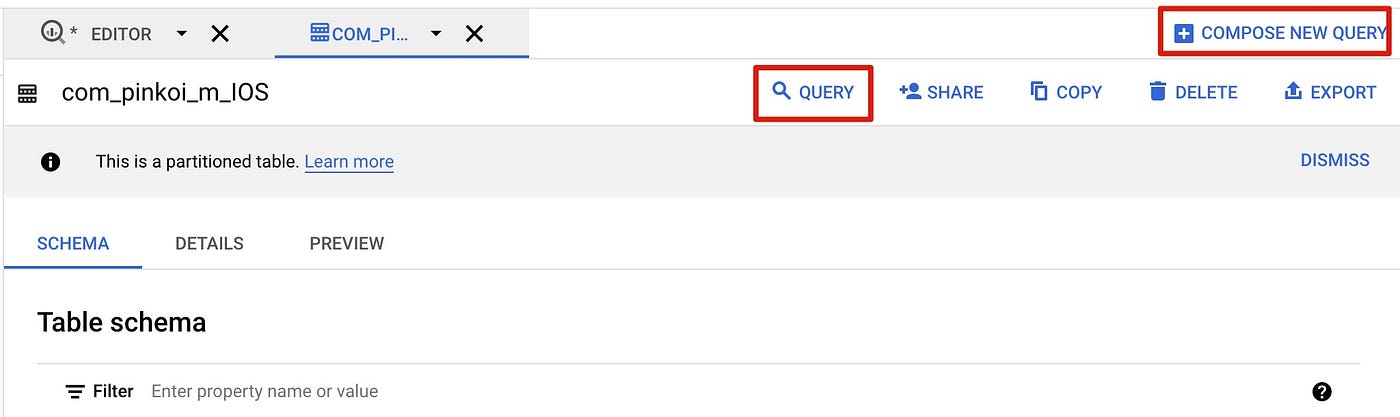 * EDITOR COM_PI... COMPOSE NEW QUERY
com_pinkoi_m_IOS QUERY SHARE COPY DELETE EXPORT
This is a partitioned table. Learn more DISMISS
SCHEMA DETAILS PREVIEW
Table schema
Filter Enter property name or value